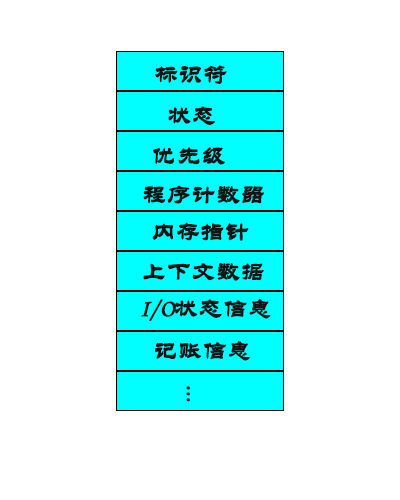 标识符
状态
优先级
程序计数器
内存指针
上下文数据
I/O状态信息
记账信息
⋮